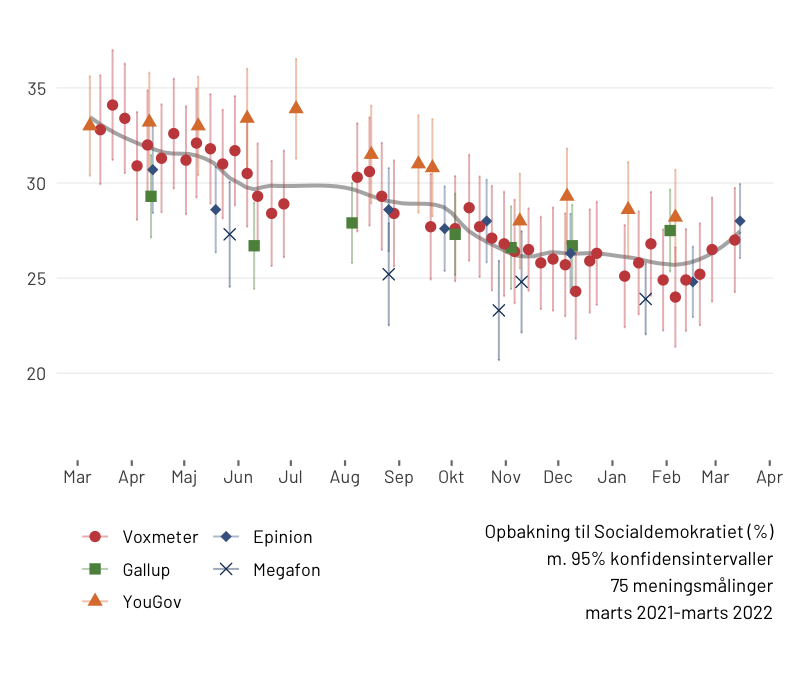 35
30
25
20
Mar Apr Maj Jun Jul Aug Sep Okt Nov Dec Jan Feb Mar Apr
Voxmeter Epinion
Gallup Megafon
YouGov
Opbakning til Socialdemokratiet (%)
m. 95% konfidensintervaller
75 meningsmålinger
marts 2021-marts 2022